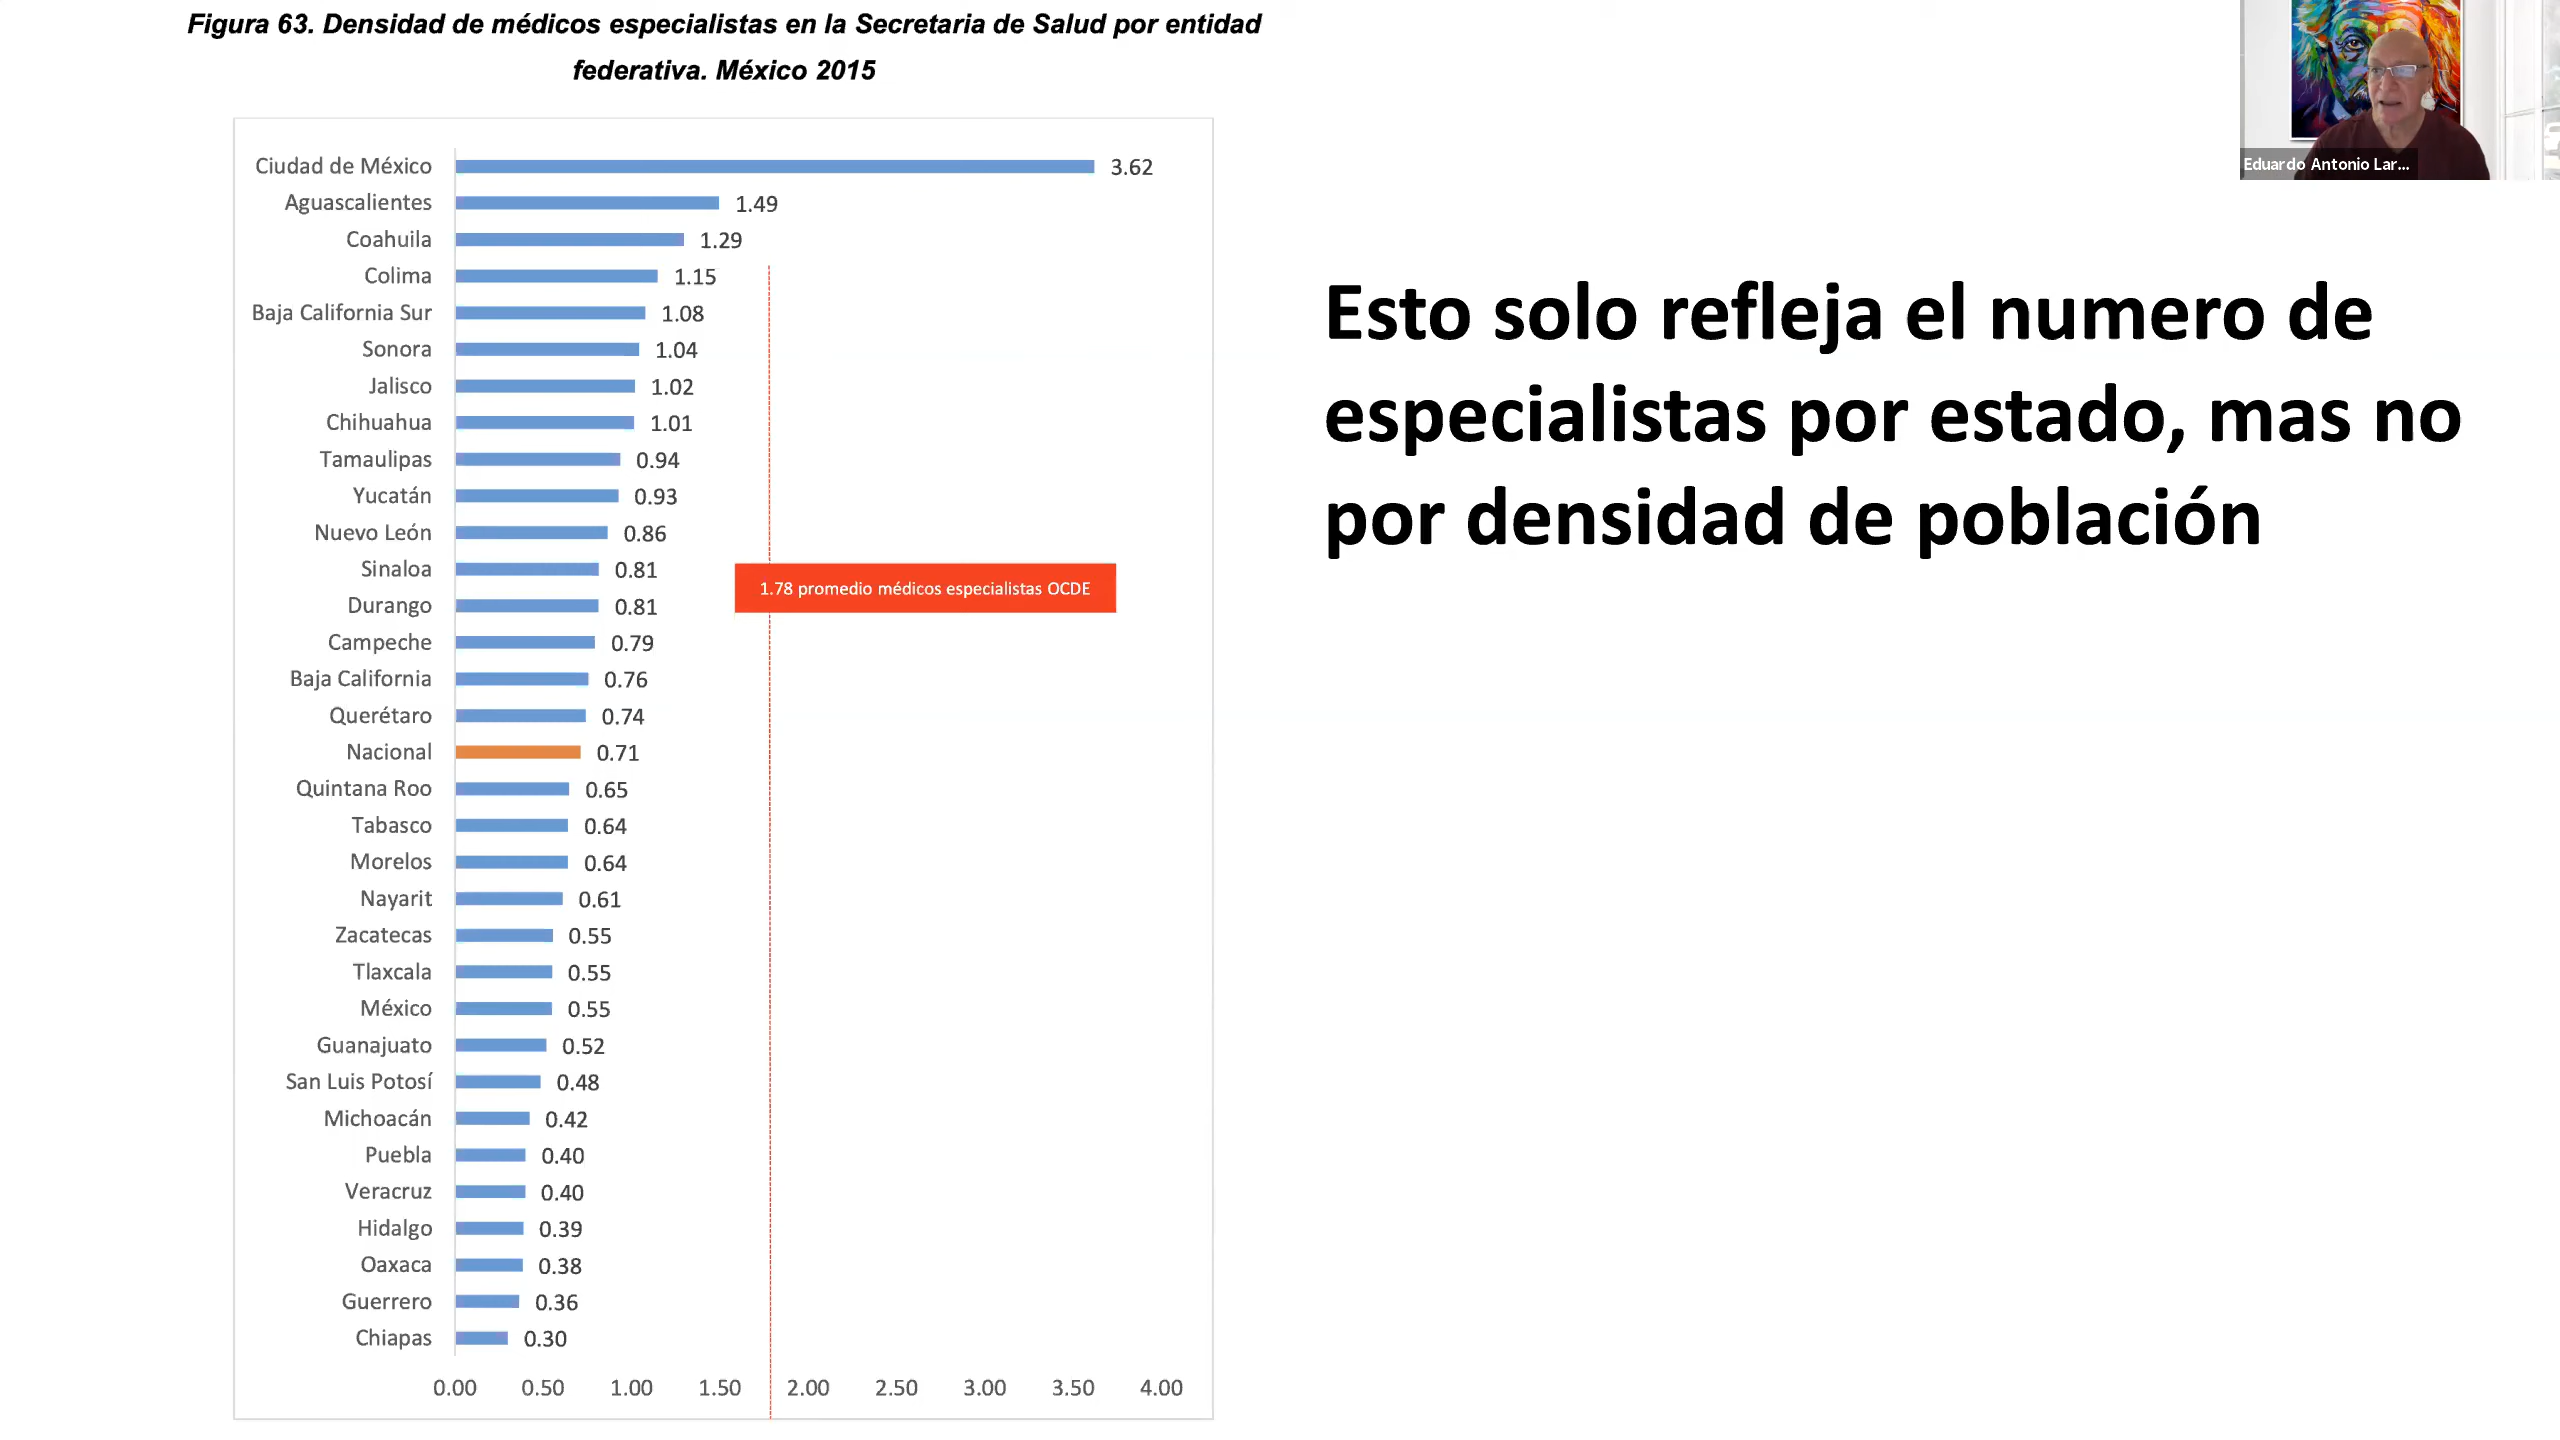 Figura 63. Densidad de médicos especialistas en la Secretaria de Salud por entidad
federativa. México 2015
Ciudad de México 3.62
Aguascalientes 1.49
Coahuila 1.29
Colima 1.15
Baja California Sur 1.08
Sonora 1.04
Jalisco 1.02
Chihuahua 1.01
Tamaulipas 0.94
Yucatán 0.93
Nuevo León 0.86
Sinaloa 0.81
Durango 0.81
Campeche 0.79
Baja California 0.76
Querétaro 0.74
Nacional 0.71
Quintana Roo 0.65
Tabasco 0.64
Morelos 0.64
Nayarit 0.61
Zacatecas 0.55
Tlaxcala 0.55
México 0.55
Guanajuato 0.52
San Luis Potosí 0.48
Michoacán 0.42
Puebla 0.40
Veracruz 0.40
Hidalgo 0.39
Oaxaca 0.38
Guerrero 0.36
Chiapas 0.30
0.00 0.50 1.00 1.50 2.00 2.50 3.00 3.50 4.00
1.78 promedio médicos especialistas OCDE
Esto solo refleja el numero de
especialistas por estado, mas no
por densidad de población
Eduardo Antonio Lar...